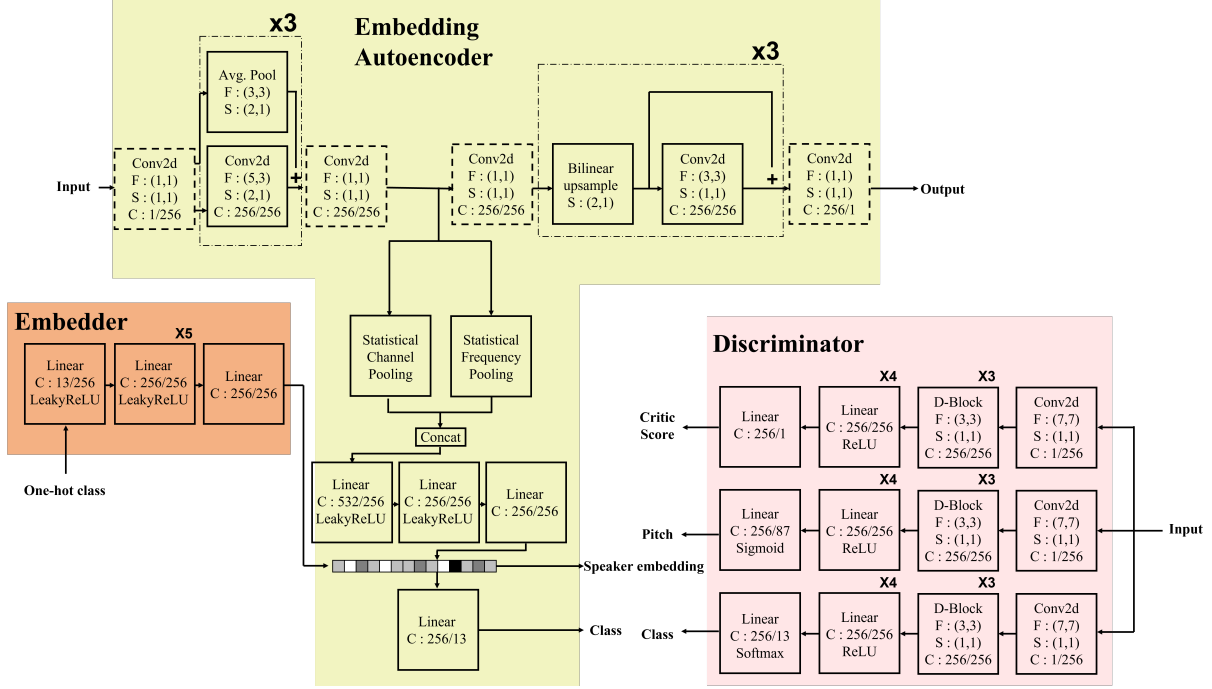 Embedding
Autoencoder
x3
x3
Avg. Pool
F : (3,3)
S : (2,1)
Input
Conv2d
F : (1,1)
S : (1,1)
C : 1/256
Conv2d
F : (5,3)
S : (2,1)
C : 256/256
+
Conv2d
F : (1,1)
S : (1,1)
C : 256/256
Conv2d
F : (1,1)
S : (1,1)
C : 256/256
Bilinear
upsample
S : (2,1)
Conv2d
F : (3,3)
S : (1,1)
C : 256/256
+
Conv2d
F : (1,1)
S : (1,1)
C : 256/1
Output
Statistical
Channel
Pooling
Statistical
Frequency
Pooling
Concat
Linear
C : 532/256
LeakyReLU
Linear
C : 256/256
LeakyReLU
Linear
C : 256/256
Speaker embedding
Linear
C : 256/13
Class
Embedder
X5
Linear
C : 13/256
LeakyReLU
Linear
C : 256/256
LeakyReLU
Linear
C : 256/256
One-hot class
Discriminator
X4
X3
Critic
Score
Linear
C : 256/1
Linear
C : 256/256
ReLU
D-Block
F : (3,3)
S : (1,1)
C : 256/256
Conv2d
F : (7,7)
S : (1,1)
C : 1/256
X4
X3
Pitch
Linear
C : 256/87
Sigmoid
Linear
C : 256/256
ReLU
D-Block
F : (3,3)
S : (1,1)
C : 256/256
Conv2d
F : (7,7)
S : (1,1)
C : 1/256
Input
X4
X3
Class
Linear
C : 256/13
Softmax
Linear
C : 256/256
ReLU
D-Block
F : (3,3)
S : (1,1)
C : 256/256
Conv2d
F : (7,7)
S : (1,1)
C : 1/256